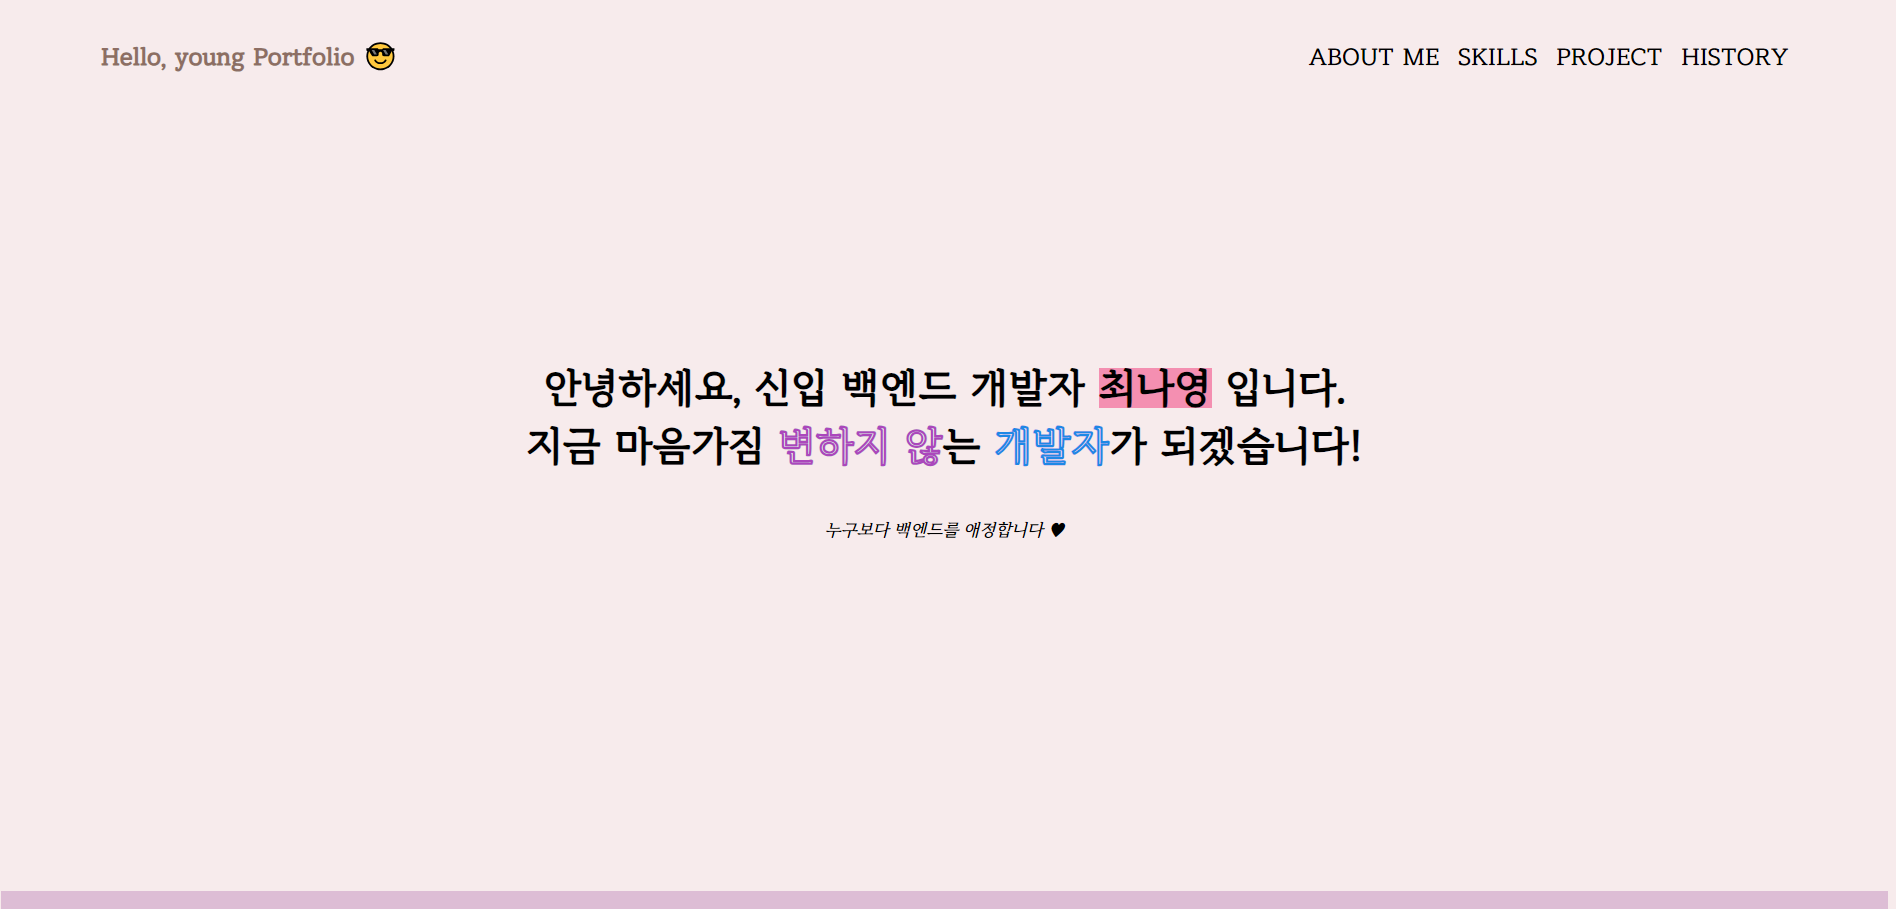 Hello, young Portfolio 😎
ABOUT ME SKILLS PROJECT HISTORY
안녕하세요, 신입 백엔드 개발자 최나영 입니다.
지금 마음가짐 변하지 않는 개발자가 되겠습니다!
누구보다 백엔드를 애정합니다 ♥